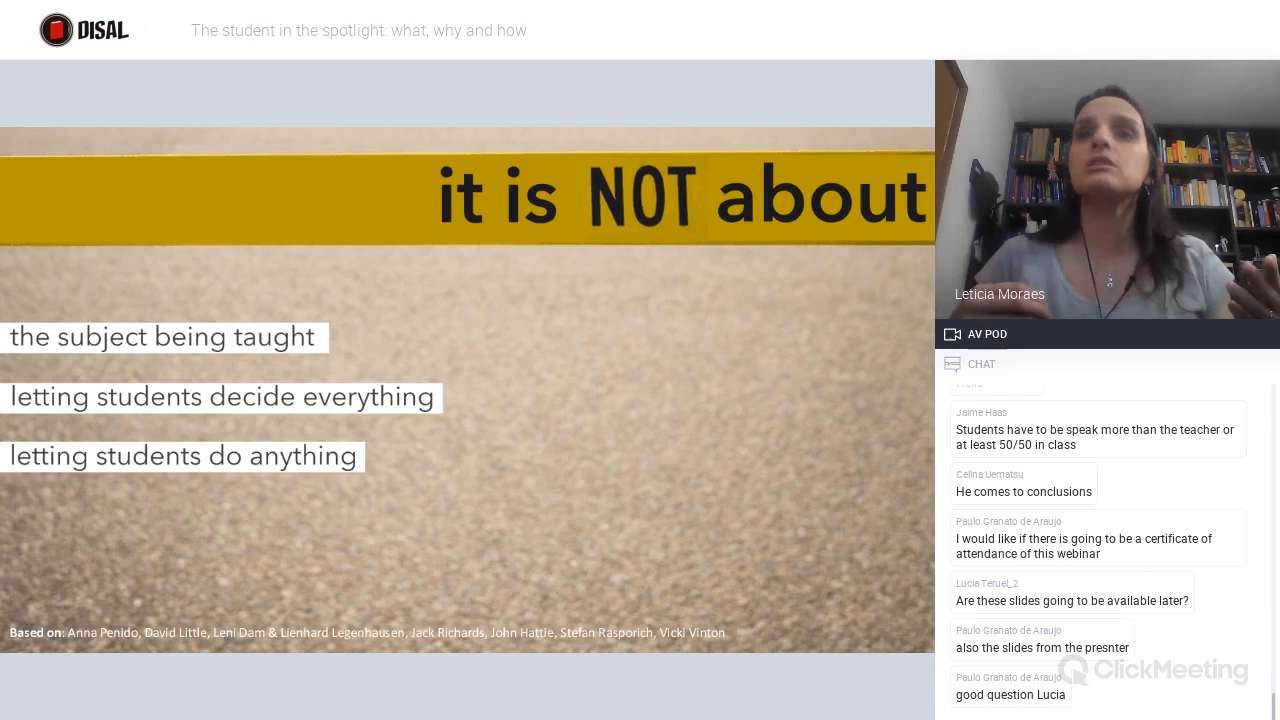 DISAL
The student in the spotlight: what, why and how
it is NOT about
the subject being taught
letting students decide everything
letting students do anything
Based on: Anna Penido, David Little, Leni Dam & Lienhard Legenhausen, Jack Richards, John Hattie, Stefan Rasporich, Vicki Vinton
Leticia Moraes
AV POD
CHAT
Jaime Haas
Students have to be speak more than the teacher or
at least 50/50 in class
Celina Uematsu
He comes to conclusions
Paulo Granato de Araujo
I would like if there is going to be a certificate of
attendance of this webinar
Lucia Teruel_2
Are these slides going to be available later?
Paulo Granato de Araujo
also the slides from the presnter
Paulo Granato de Araujo
good question Lucia
ClickMeeting